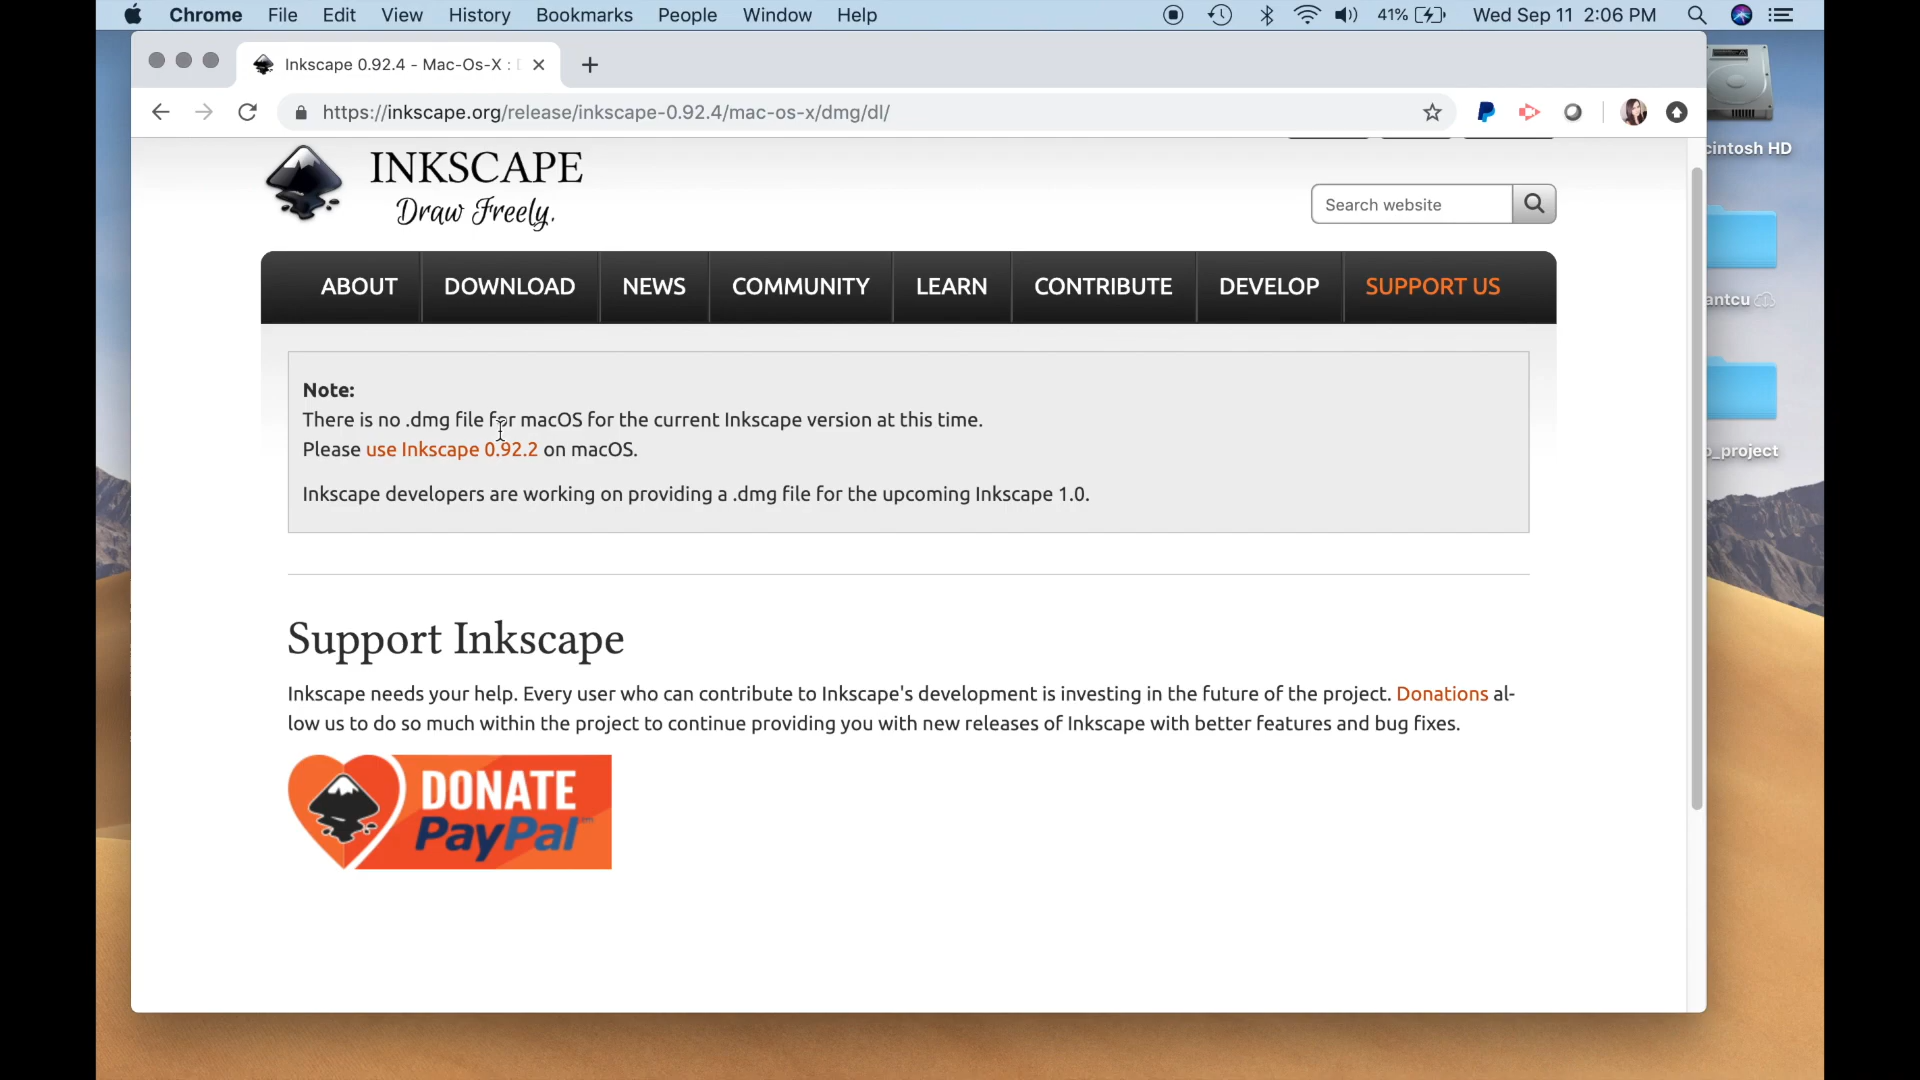 Chrome File Edit View History Bookmarks People Window Help 41% Wed Sep 11 2:06 PM
Inkscape 0.92.4 - Mac-Os-X :
https://inkscape.org/release/inkscape-0.92.4/mac-os-x/dmg/dl/
INKSCAPE
Draw Freely.
Search website
ABOUT DOWNLOAD NEWS COMMUNITY LEARN CONTRIBUTE DEVELOP SUPPORT US
Note:
There is no .dmg file for macOS for the current Inkscape version at this time.
Please use Inkscape 0.92.2 on macOS.
Inkscape developers are working on providing a .dmg file for the upcoming Inkscape 1.0.
Support Inkscape
Inkscape needs your help. Every user who can contribute to Inkscape's development is investing in the future of the project. Donations al-
low us to do so much within the project to continue providing you with new releases of Inkscape with better features and bug fixes.
DONATE
PayPal
cintosh HD
antcu
_project